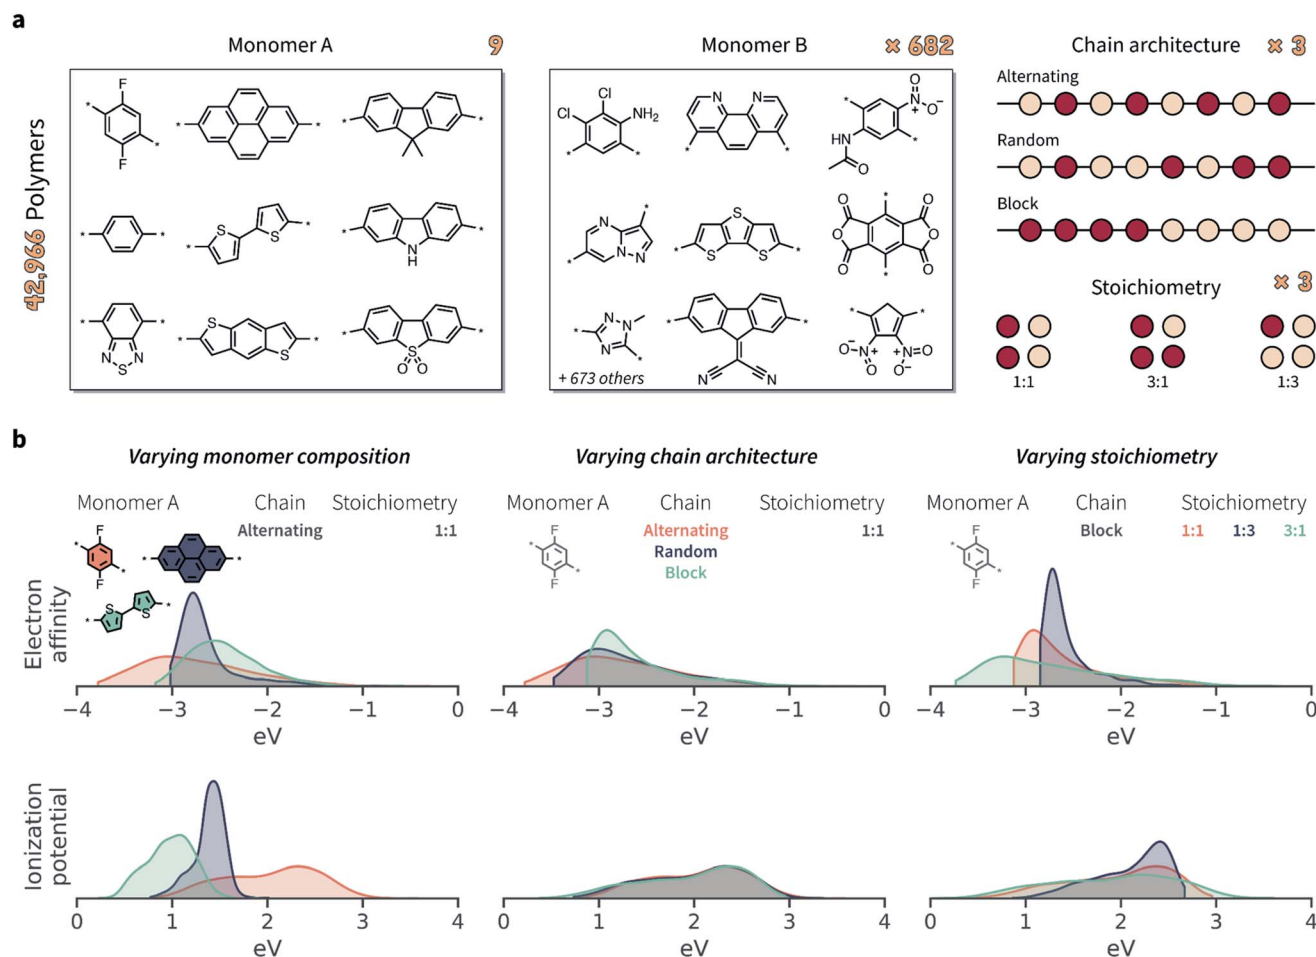 a
Monomer A 9
Monomer B × 682
Chain architecture × 3
42,966 Polymers
Alternating
Random
Block
Stoichiometry × 3
1:1 3:1 1:3
F
F
* *
* *
* *
* *
S
S
* *
N
H
* *
N N
S
* *
S
S
* *
S
O O
* *
Cl
Cl
NH2
* *
N N
* *
O
N+
O−
HN
O
* *
N
N
N
* *
S
S S
* *
O O
O O
O O
* *
N
N
N
* *
N N
* *
O− N+ O
N+ O
O−
* *
+ 673 others
b
Varying monomer composition
Monomer A Chain Stoichiometry
Alternating 1:1
F
F
* *
* *
S
S
* *
Varying chain architecture
Monomer A Chain Stoichiometry
Alternating 1:1
Random
Block
F
F
* *
Varying stoichiometry
Monomer A Chain Stoichiometry
Block 1:1 1:3 3:1
F
F
* *
Electron
affinity
−4 −3 −2 −1 0
eV
−4 −3 −2 −1 0
eV
−4 −3 −2 −1 0
eV
Ionization
potential
0 1 2 3 4
eV
0 1 2 3 4
eV
0 1 2 3 4
eV